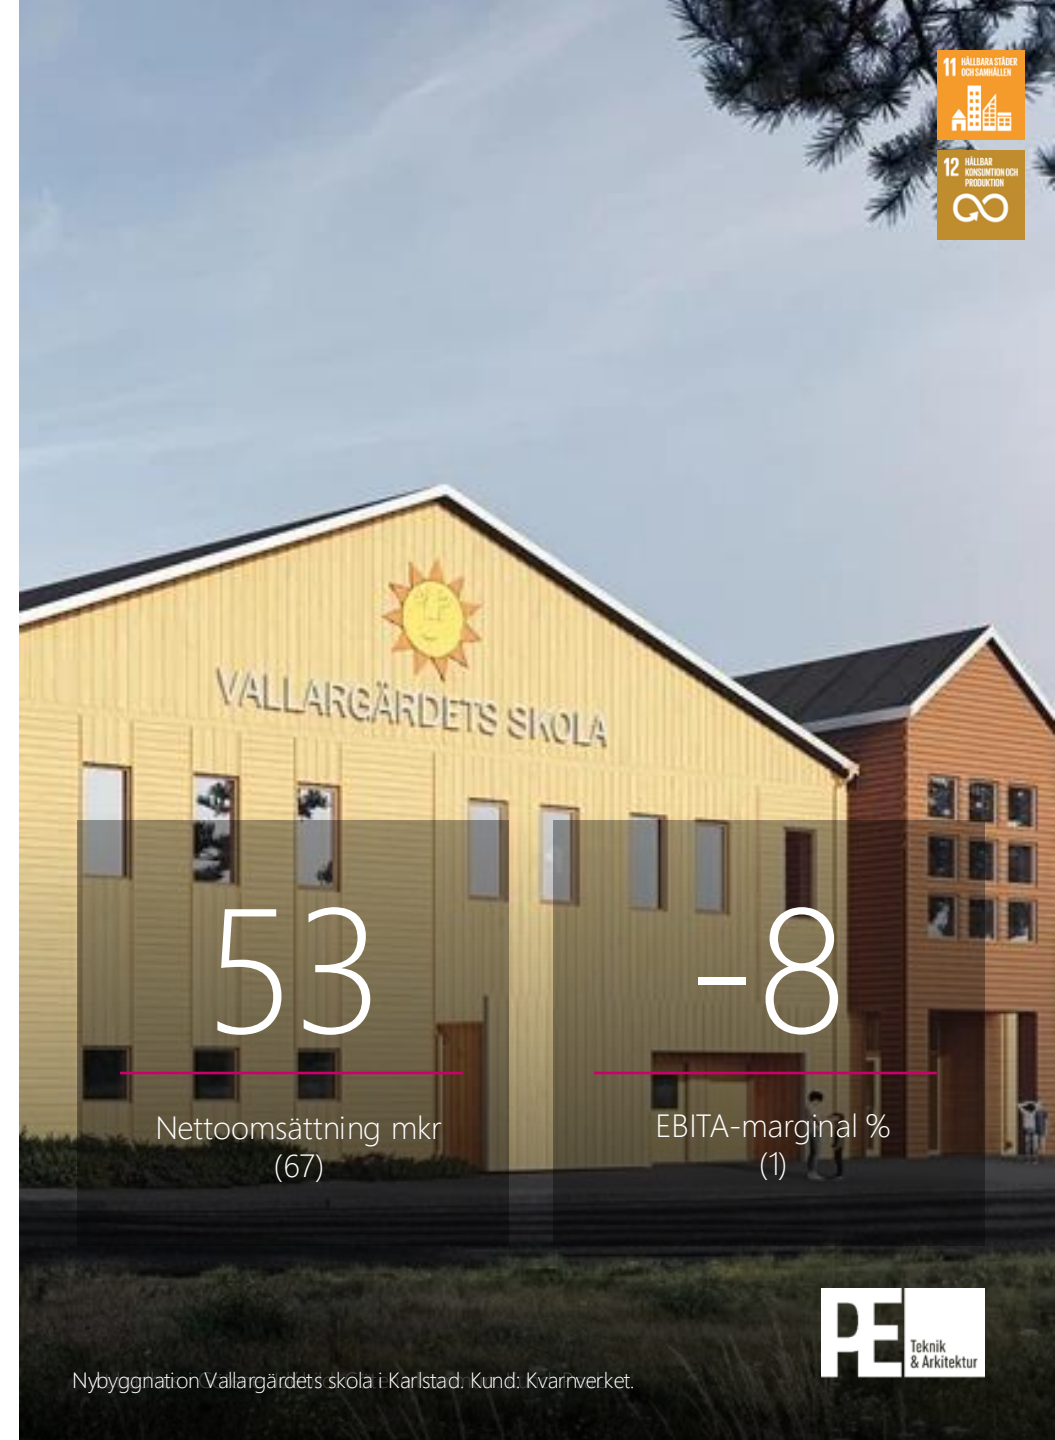 11 HÅLLBARA STÄDER
OCH SAMHÄLLEN
12 HÅLLBAR
KONSUMTION OCH
PRODUKTION
VALLARGÄRDETS SKOLA
53
Nettoomsättning mkr
(67)
-8
EBITA-marginal %
(1)
PE Teknik
& Arkitektur
Nybyggnation Vallargärdets skola i Karlstad. Kund: Kvarnverket.